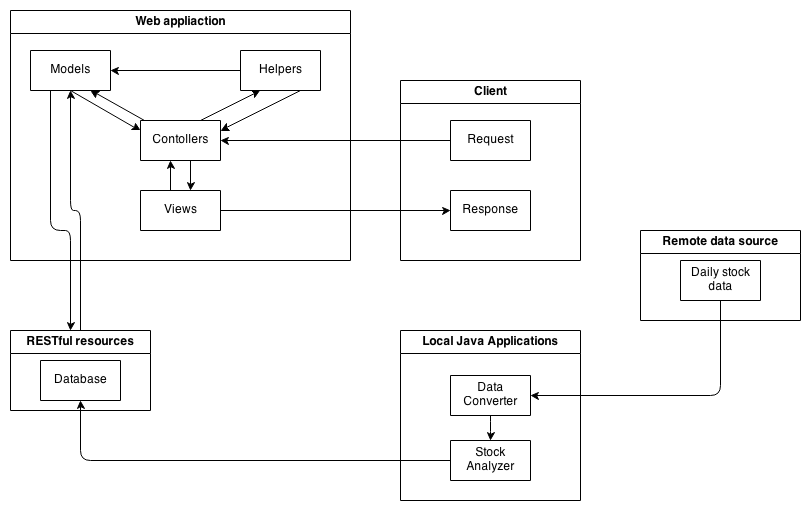 Web appliaction
Models
Helpers
Contollers
Views
Client
Request
Response
Remote data source
Daily stock
data
RESTful resources
Database
Local Java Applications
Data
Converter
Stock
Analyzer